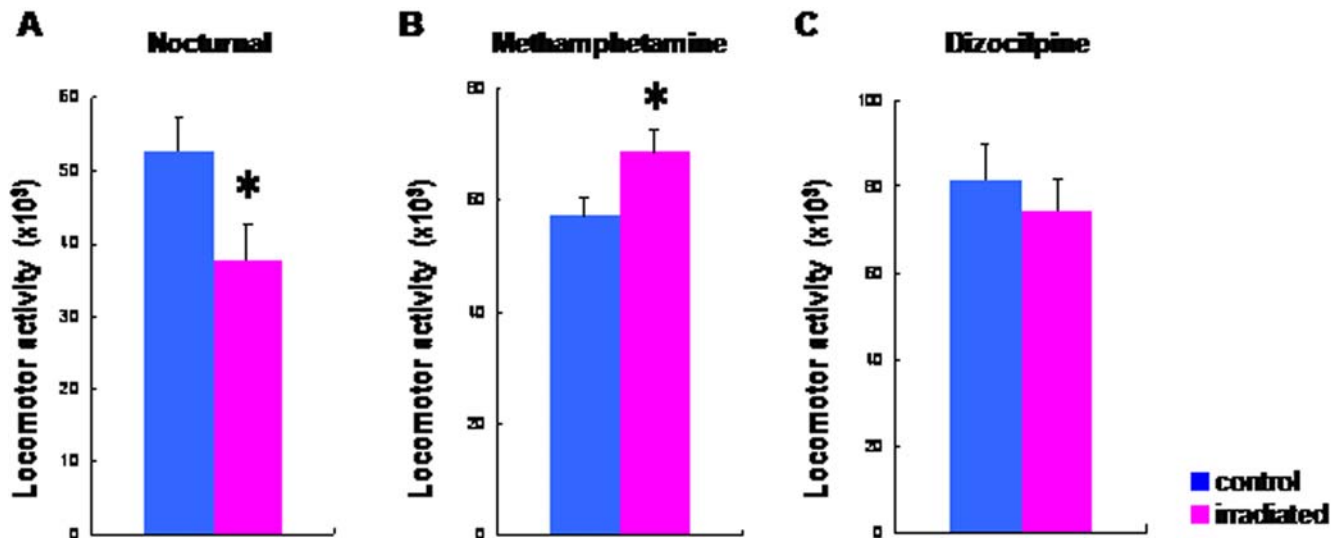 A
Nocturnal
Locomotor activity (x10³)
60
50
40
30
20
10
0
*
B
Methamphetamine
Locomotor activity (x10³)
80
60
40
20
0
*
C
Dizocilpine
Locomotor activity (x10³)
100
80
60
40
20
0
control
irradiated